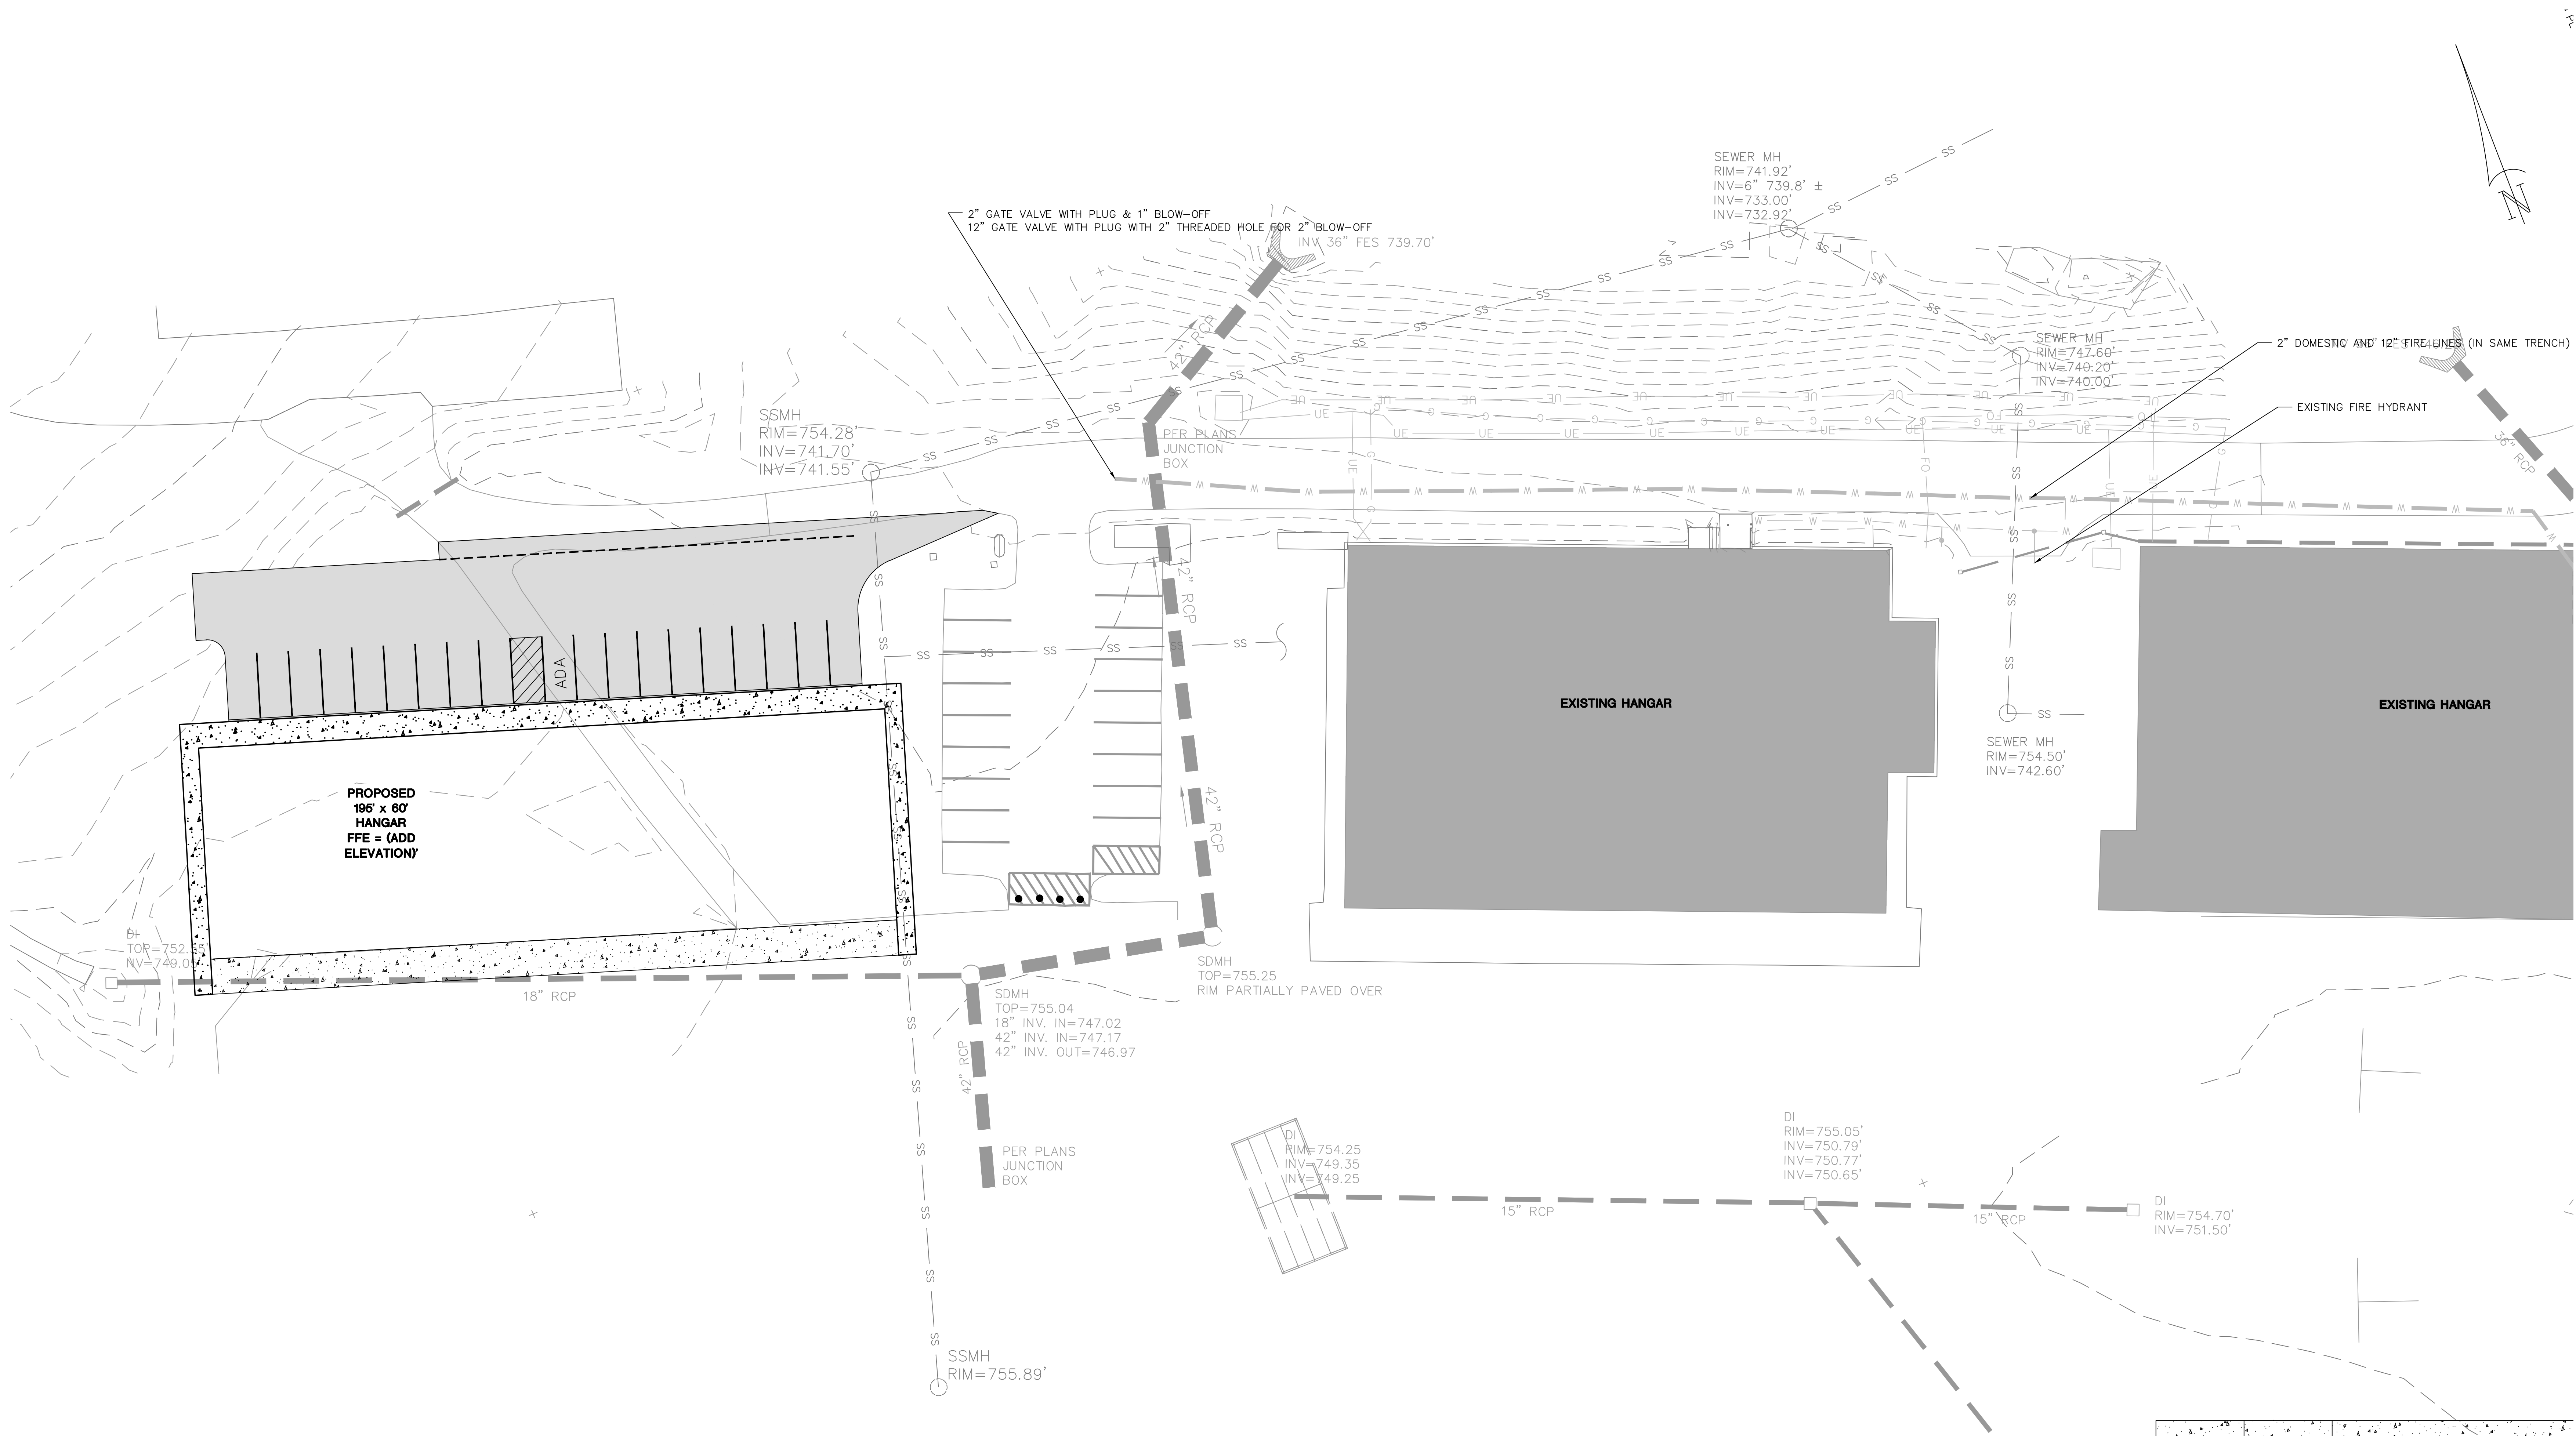 N
SEWER MH
RIM=741.92'
INV=6" 739.8' ±
INV=733.00'
INV=732.92'
2" GATE VALVE WITH PLUG & 1" BLOW-OFF
12" GATE VALVE WITH PLUG WITH 2" THREADED HOLE FOR 2" BLOW-OFF
INV 36" FES 739.70'
42" RCP
SEWER MH
RIM=747.60'
INV=740.20'
INV=740.00'
2" DOMESTIC AND 12" FIRE LINES (IN SAME TRENCH)
EXISTING FIRE HYDRANT
36" RCP
SSMH
RIM=754.28'
INV=741.70'
INV=741.55'
PER PLANS
JUNCTION
BOX
42" RCP
ADA
EXISTING HANGAR
EXISTING HANGAR
SEWER MH
RIM=754.50'
INV=742.60'
PROPOSED
195' x 60'
HANGAR
FFE = (ADD
ELEVATION)'
42" RCP
DI
18" RCP
SDMH
TOP=755.25
RIM PARTIALLY PAVED OVER
SDMH
TOP=755.04
18" INV. IN=747.02
42" INV. IN=747.17
42" INV. OUT=746.97
42" RCP
PER PLANS
JUNCTION
BOX
DI
RIM=754.25
INV=749.35
INV=749.25
15" RCP
DI
RIM=755.05'
INV=750.79'
INV=750.77'
INV=750.65'
15" RCP
DI
RIM=754.70'
INV=751.50'
SSMH
RIM=755.89'
SS
UE
G
FO
W